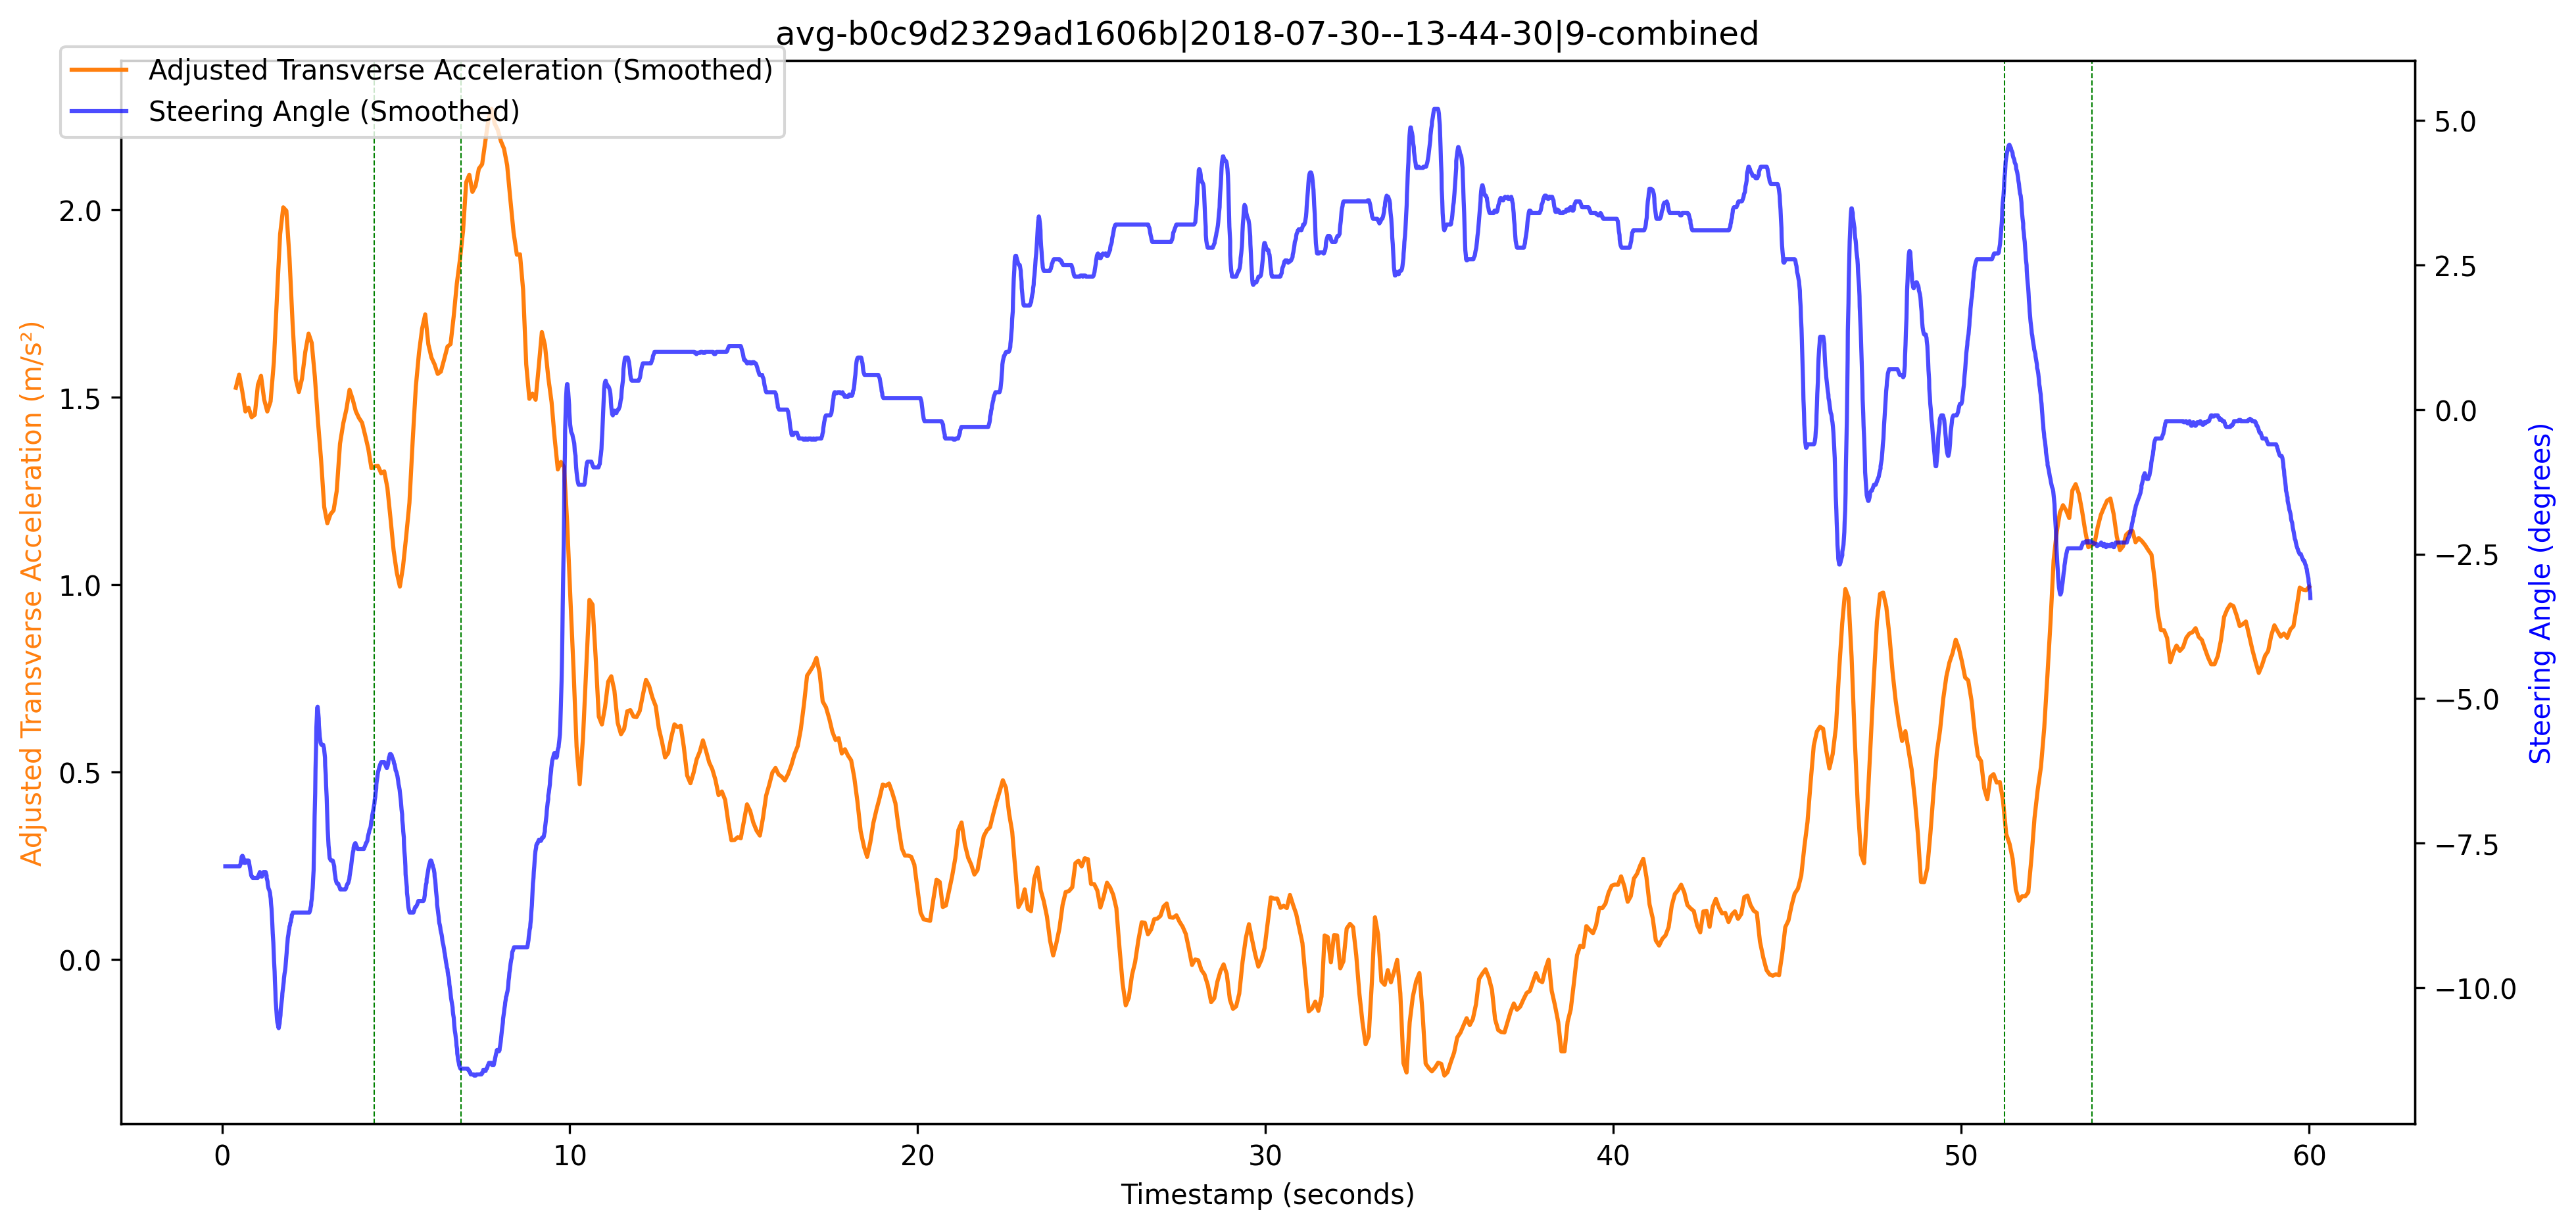 avg-b0c9d2329ad1606b|2018-07-30--13-44-30|9-combined
Adjusted Transverse Acceleration (Smoothed)
Steering Angle (Smoothed)
Adjusted Transverse Acceleration (m/s²)
2.0
1.5
1.0
0.5
0.0
5.0
2.5
0.0
−2.5
−5.0
−7.5
−10.0
Steering Angle (degrees)
0 10 20 30 40 50 60
Timestamp (seconds)